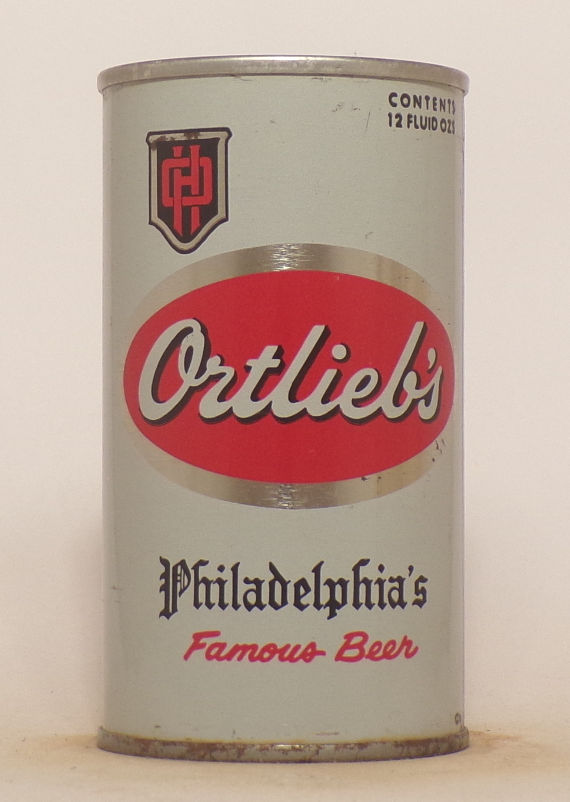 CONTENTS
12 FLUID OZS
Ortlieb's
Philadelphia's
Famous Beer